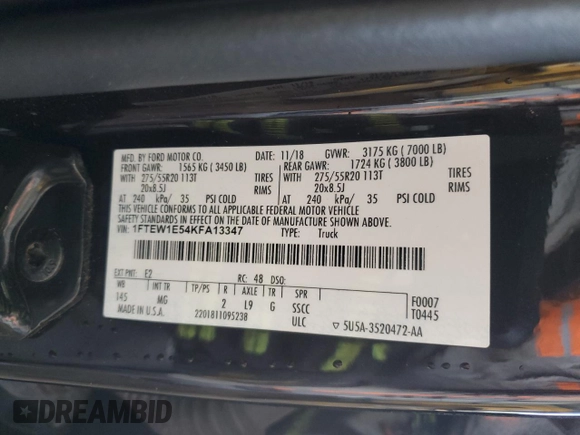 MFD. BY FORD MOTOR CO.
DATE: 11/18 GVWR: 3175 KG ( 7000 LB)
FRONT GAWR: 1565 KG ( 3450 LB) REAR GAWR: 1724 KG ( 3800 LB)
WITH 275/55R20 113T TIRES WITH 275/55R20 113T TIRES
20x8.5J RIMS 20x8.5J RIMS
AT 240 kPa/ 35 PSI COLD AT 240 kPa/ 35 PSI COLD
THIS VEHICLE CONFORMS TO ALL APPLICABLE FEDERAL MOTOR VEHICLE
SAFETY STANDARDS IN EFFECT ON THE DATE OF MANUFACTURE SHOWN ABOVE.
VIN: 1FTEW1E54KFA13347 TYPE: Truck
EXT PNT: E2 RC: 48 DSO:
WB INT TR TP/PS R AXLE TR SPR
145 MG 2 L9 G SSCC F0007
ULC T0445
MADE IN U.S.A. 2201811095238 ▽ 5U5A-3520472-AA
DREAMBID